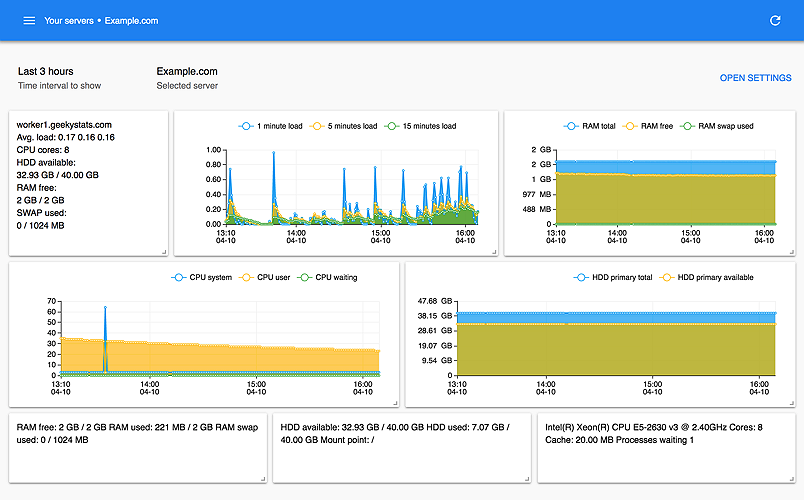 Your servers • Example.com
Last 3 hours
Time interval to show
Example.com
Selected server
OPEN SETTINGS
worker1.geekystats.com
Avg. load: 0.17 0.16 0.16
CPU cores: 8
HDD available:
32.93 GB / 40.00 GB
RAM free:
2 GB / 2 GB
SWAP used:
0 / 1024 MB
1 minute load 5 minutes load 15 minutes load
1.00
0.80
0.60
0.40
0.20
0.00
13:10 14:00 15:00 16:00
04-10 04-10 04-10 04-10
RAM total RAM free RAM swap used
2 GB
2 GB
1 GB
977 MB
488 MB
0
13:10 14:00 15:00 16:00
04-10 04-10 04-10 04-10
CPU system CPU user CPU waiting
70
60
50
40
30
20
10
0
13:10 14:00 15:00 16:00
04-10 04-10 04-10 04-10
HDD primary total HDD primary available
47.68 GB
38.15 GB
28.61 GB
19.07 GB
9.54 GB
0
13:10 14:00 15:00 16:00
04-10 04-10 04-10 04-10
RAM free: 2 GB / 2 GB RAM used: 221 MB / 2 GB RAM swap
used: 0 / 1024 MB
HDD available: 32.93 GB / 40.00 GB HDD used: 7.07 GB /
40.00 GB Mount point: /
Intel(R) Xeon(R) CPU E5-2630 v3 @ 2.40GHz Cores: 8
Cache: 20.00 MB Processes waiting 1